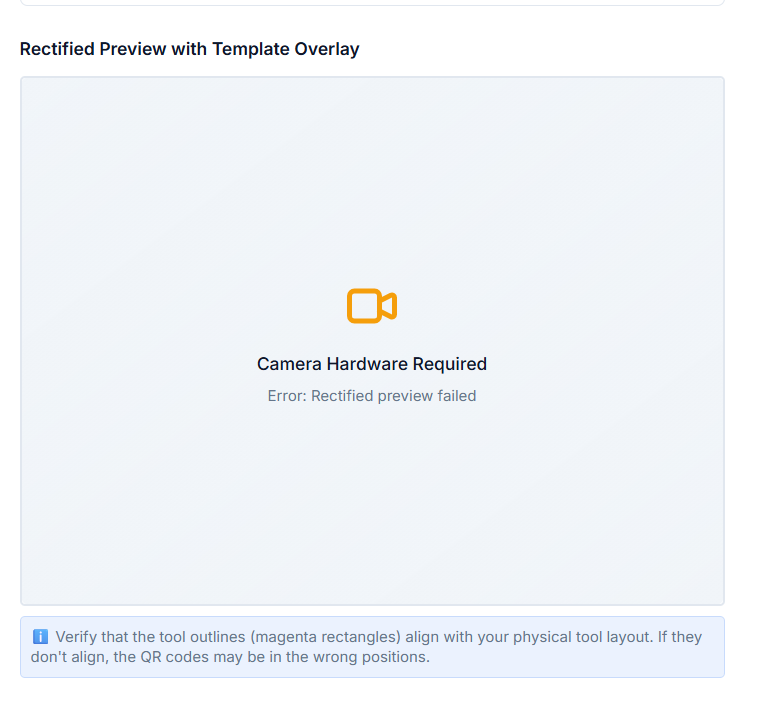 Rectified Preview with Template Overlay
Camera Hardware Required
Error: Rectified preview failed
Verify that the tool outlines (magenta rectangles) align with your physical tool layout. If they
don't align, the QR codes may be in the wrong positions.